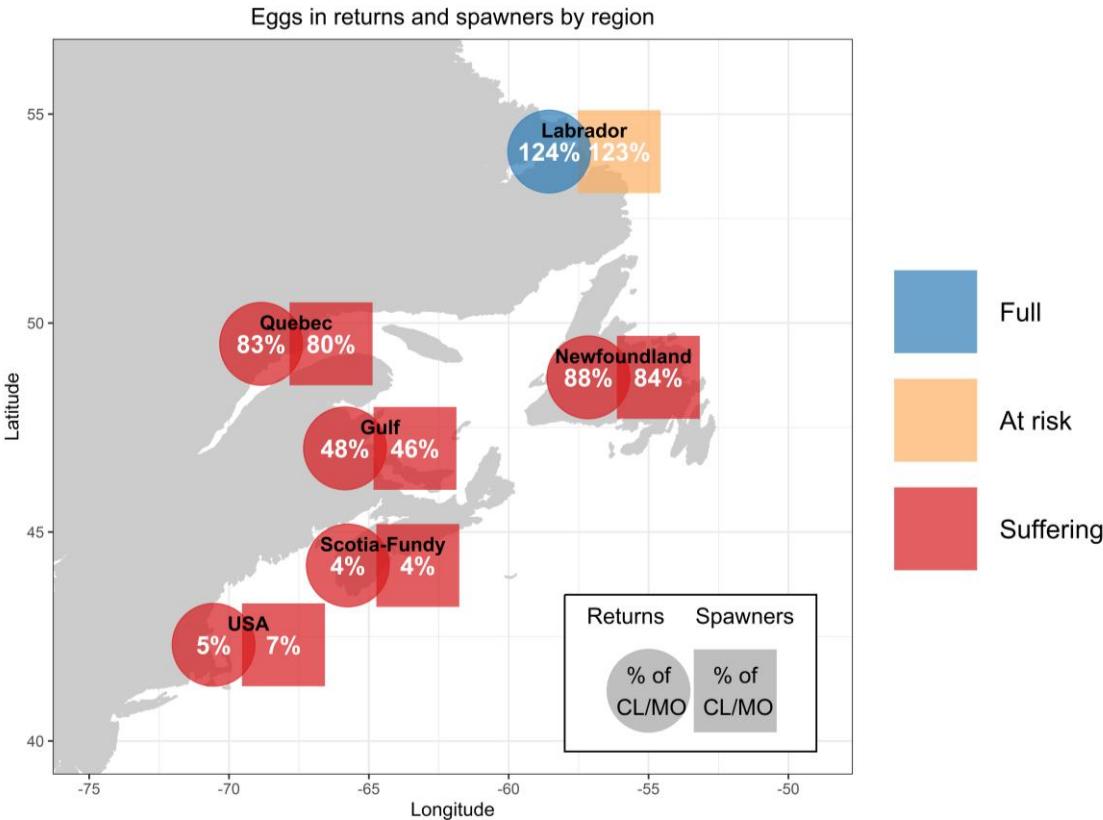 Eggs in returns and spawners by region
55
50
45
40
Latitude
-75
-70
-65
-60
-55
-50
Longitude
Labrador
124% 123%
Quebec
83% 80%
Newfoundland
88% 84%
Gulf
48% 46%
Scotia-Fundy
4% 4%
USA
5% 7%
Returns Spawners
% of % of
CL/MO CL/MO
Full
At risk
Suffering